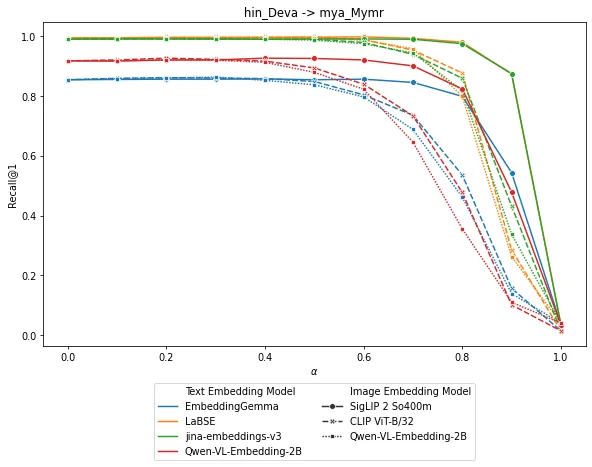 hin_Deva -> mya_Mymr
1.0
0.8
0.6
0.4
0.2
0.0
Recall@1
0.0 0.2 0.4 0.6 0.8 1.0
α
Text Embedding Model Image Embedding Model
EmbeddingGemma SigLIP 2 So400m
LaBSE CLIP ViT-B/32
jina-embeddings-v3 Qwen-VL-Embedding-2B
Qwen-VL-Embedding-2B